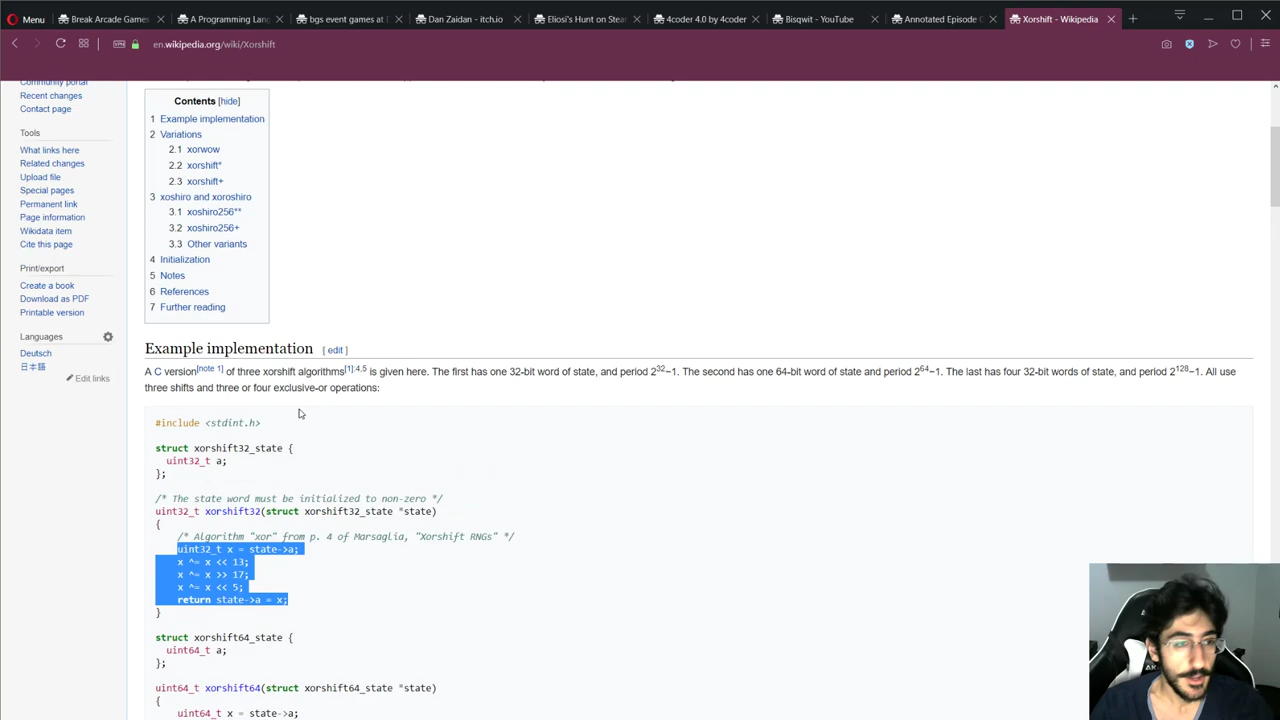 Menu
Break Arcade Games
A Programming Lang
bgs event games at
Dan Zaidan - itch.io
Eliosi's Hunt on Stea
4coder 4.0 by 4coder
Bisqwit - YouTube
Annotated Episode
Xorshift - Wikipedia
VPN
en.wikipedia.org/wiki/Xorshift
Community portal
Recent changes
Contact page
Tools
What links here
Related changes
Upload file
Special pages
Permanent link
Page information
Wikidata item
Cite this page
Print/export
Create a book
Download as PDF
Printable version
Languages
Deutsch
日本語
Edit links
Contents [hide]
1 Example implementation
2 Variations
2.1 xorwow
2.2 xorshift*
2.3 xorshift+
3 xoshiro and xoroshiro
3.1 xoshiro256**
3.2 xoshiro256+
3.3 Other variants
4 Initialization
5 Notes
6 References
7 Further reading
Example implementation [ edit ]
A C version[note 1] of three xorshift algorithms[1]:4,5 is given here. The first has one 32-bit word of state, and period 2^32−1. The second has one 64-bit word of state and period 2^64−1. The last has four 32-bit words of state, and period 2^128−1. All use
three shifts and three or four exclusive-or operations:
#include <stdint.h>
struct xorshift32_state {
uint32_t a;
};
/* The state word must be initialized to non-zero */
uint32_t xorshift32(struct xorshift32_state *state)
{
/* Algorithm "xor" from p. 4 of Marsaglia, "Xorshift RNGs" */
uint32_t x = state->a;
x ^= x << 13;
x ^= x >> 17;
x ^= x << 5;
return state->a = x;
}
struct xorshift64_state {
uint64_t a;
};
uint64_t xorshift64(struct xorshift64_state *state)
{
uint64_t x = state->a;